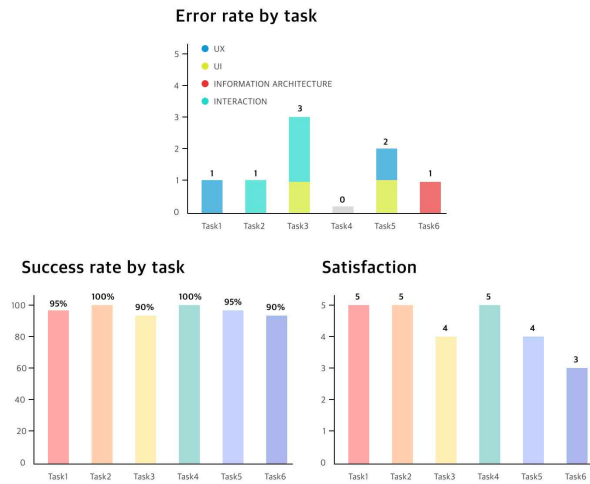 Error rate by task
5
4
3
2
1
0
UX
UI
INFORMATION ARCHITECTURE
INTERACTION
1
1
3
0
2
1
Task1 Task2 Task3 Task4 Task5 Task6
Success rate by task
100
80
60
40
20
0
95% 100% 90% 100% 95% 90%
Task1 Task2 Task3 Task4 Task5 Task6
Satisfaction
5
4
3
2
1
0
5 5 4 5 4 3
Task1 Task2 Task3 Task4 Task5 Task6